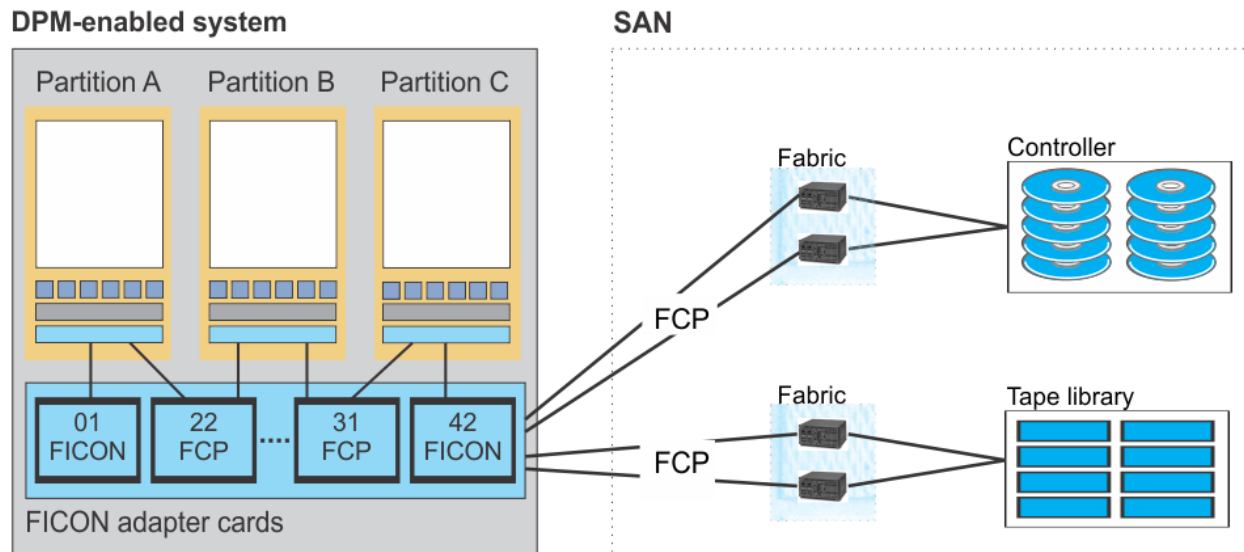 DPM-enabled system
SAN
Partition A
Partition B
Partition C
Fabric
Controller
FCP
01
FICON
22
FCP
....
31
FCP
42
FICON
FICON adapter cards
Fabric
Tape library
FCP